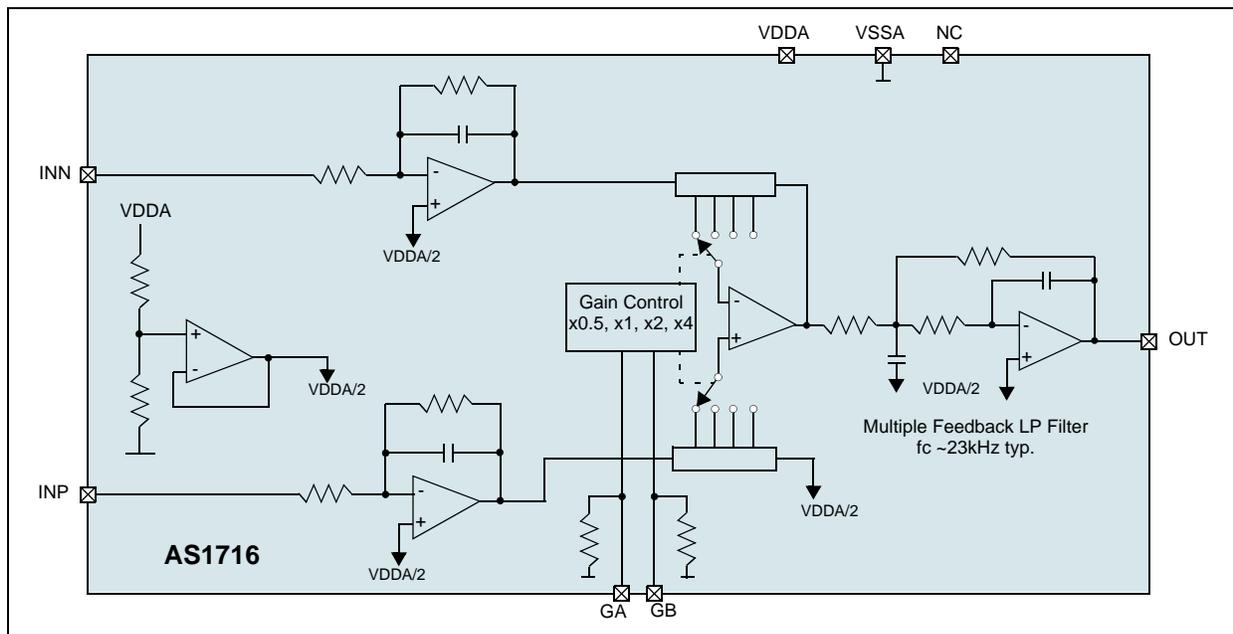 VDDA
VSSA
NC
INN
-
+
VDDA/2
VDDA
Gain Control
x0.5, x1, x2, x4
-
+
+
-
VDDA/2
-
+
VDDA/2
OUT
Multiple Feedback LP Filter
fc ~23kHz typ.
INP
-
+
VDDA/2
VDDA/2
AS1716
GA
GB